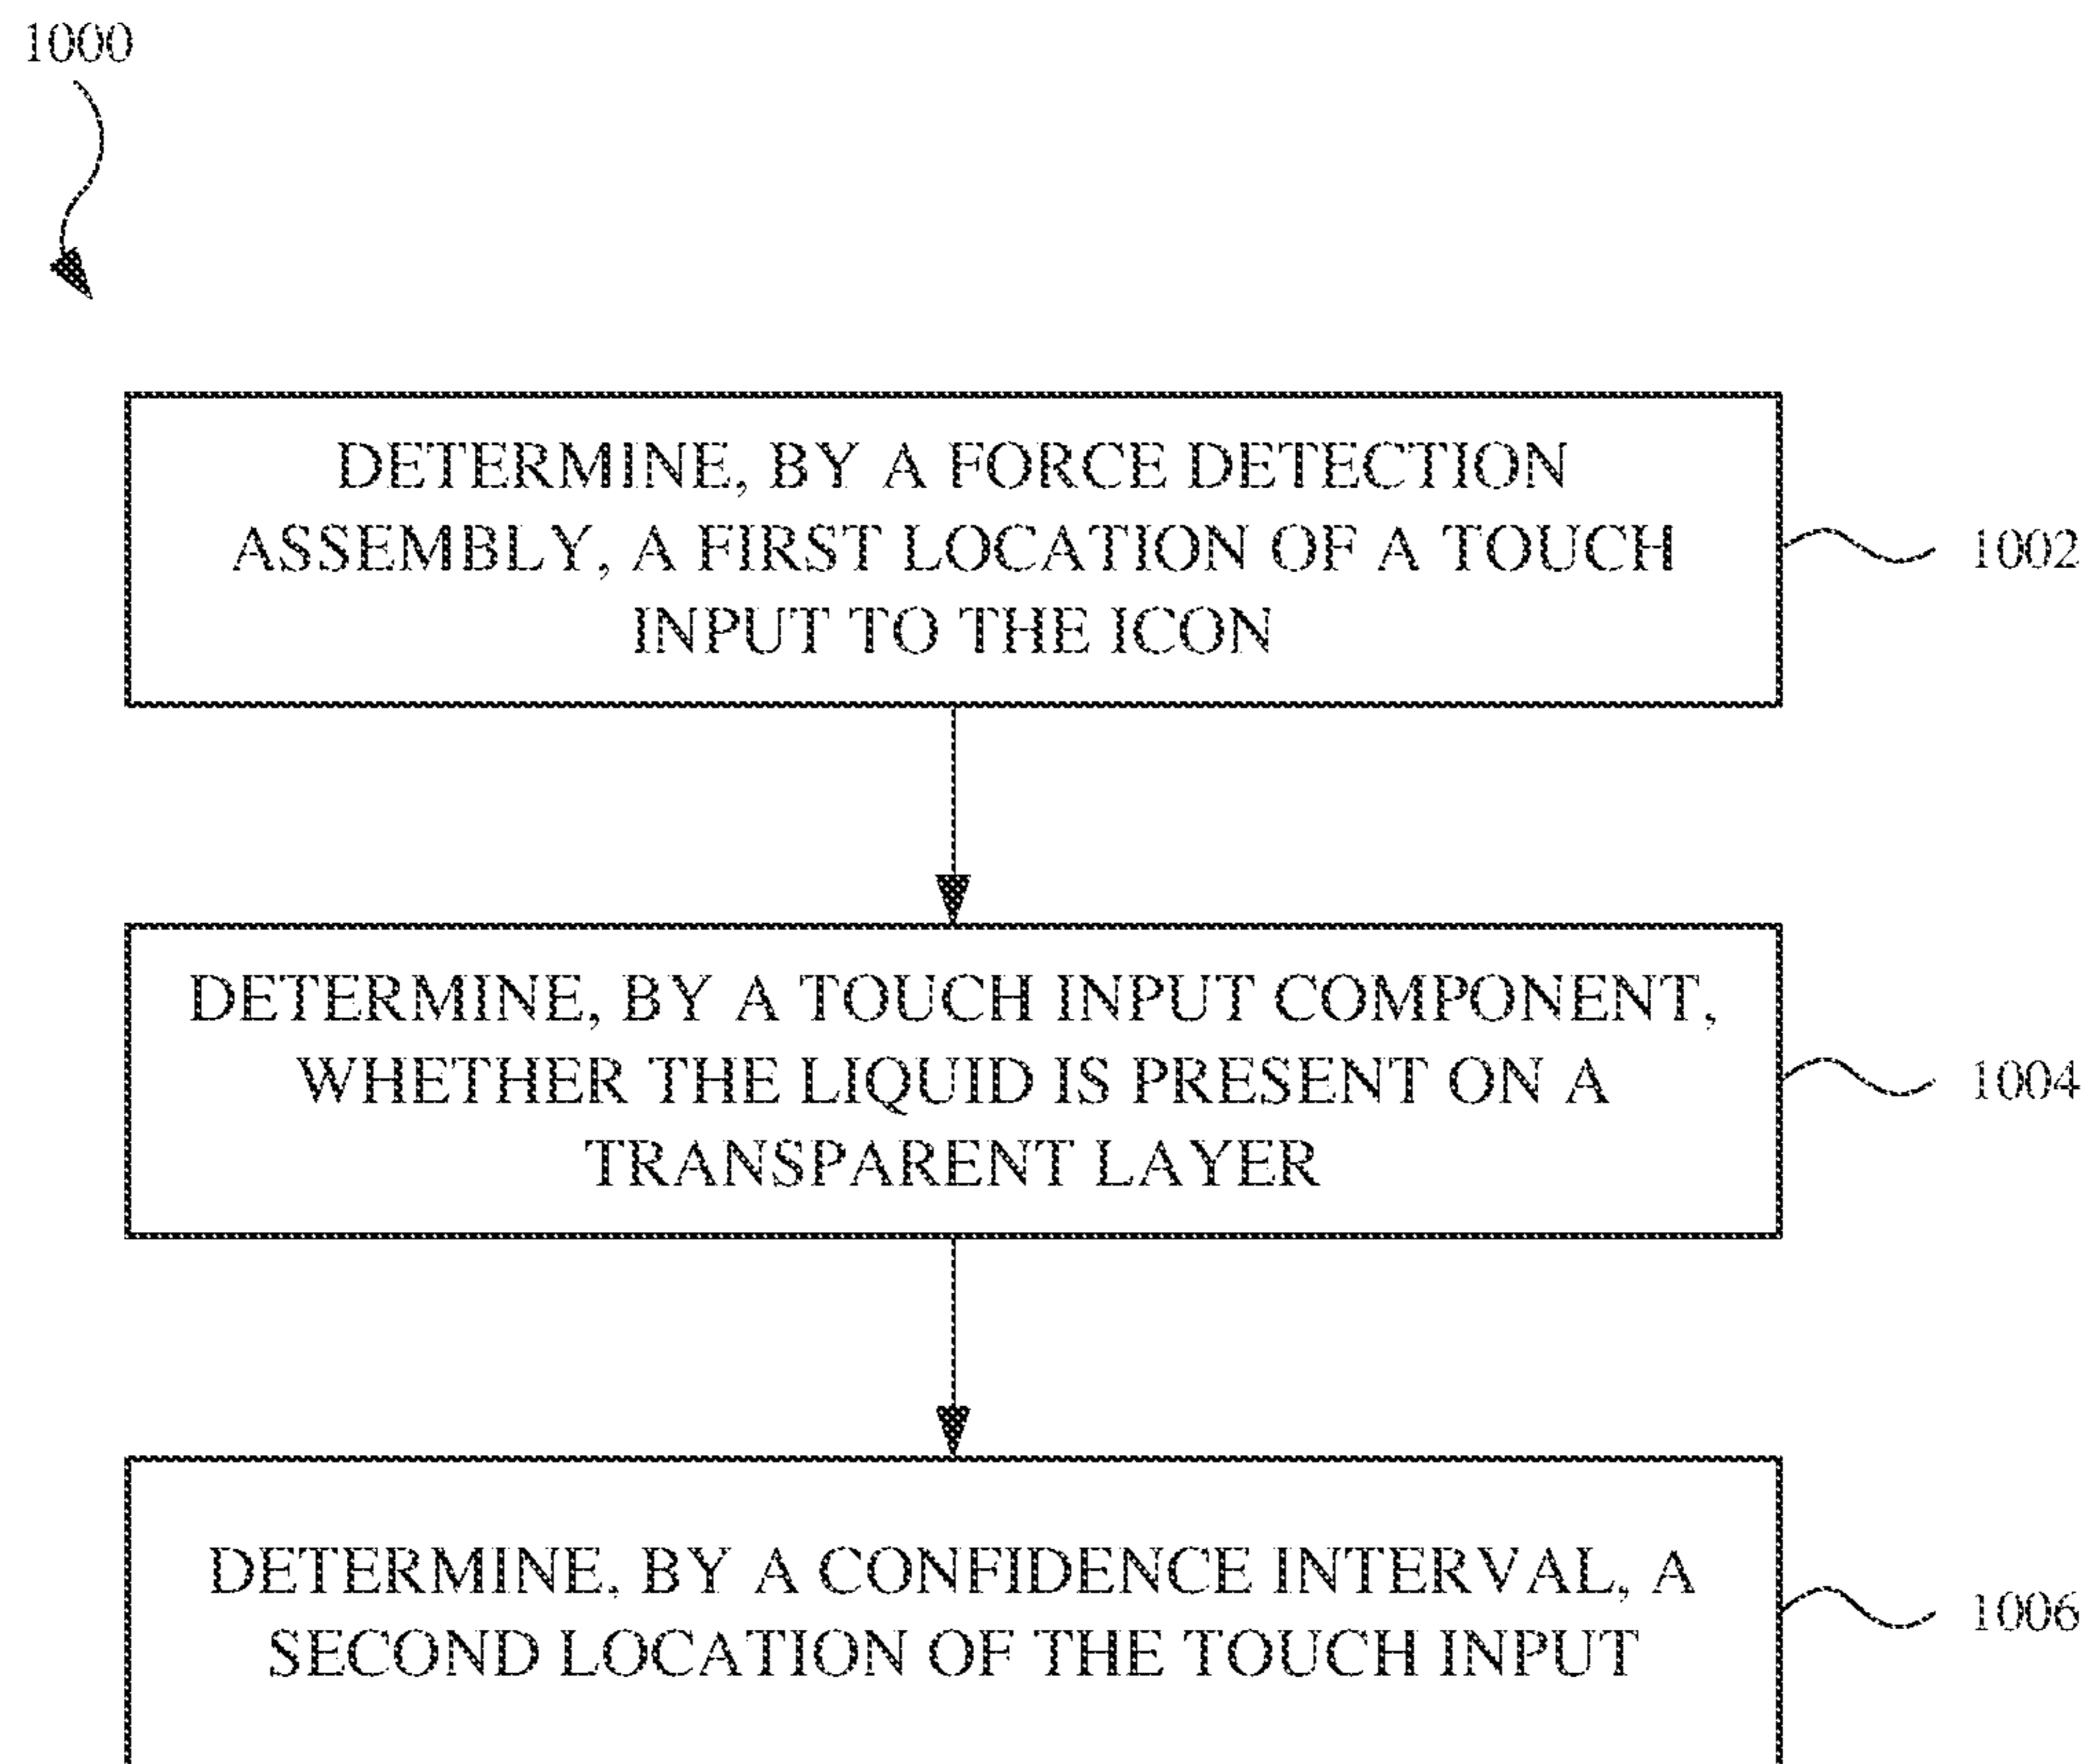 1000
DETERMINE, BY A FORCE DETECTION
ASSEMBLY, A FIRST LOCATION OF A TOUCH
INPUT TO THE ICON
1002
DETERMINE, BY A TOUCH INPUT COMPONENT,
WHETHER THE LIQUID IS PRESENT ON A
TRANSPARENT LAYER
1004
DETERMINE, BY A CONFIDENCE INTERVAL, A
SECOND LOCATION OF THE TOUCH INPUT
1006